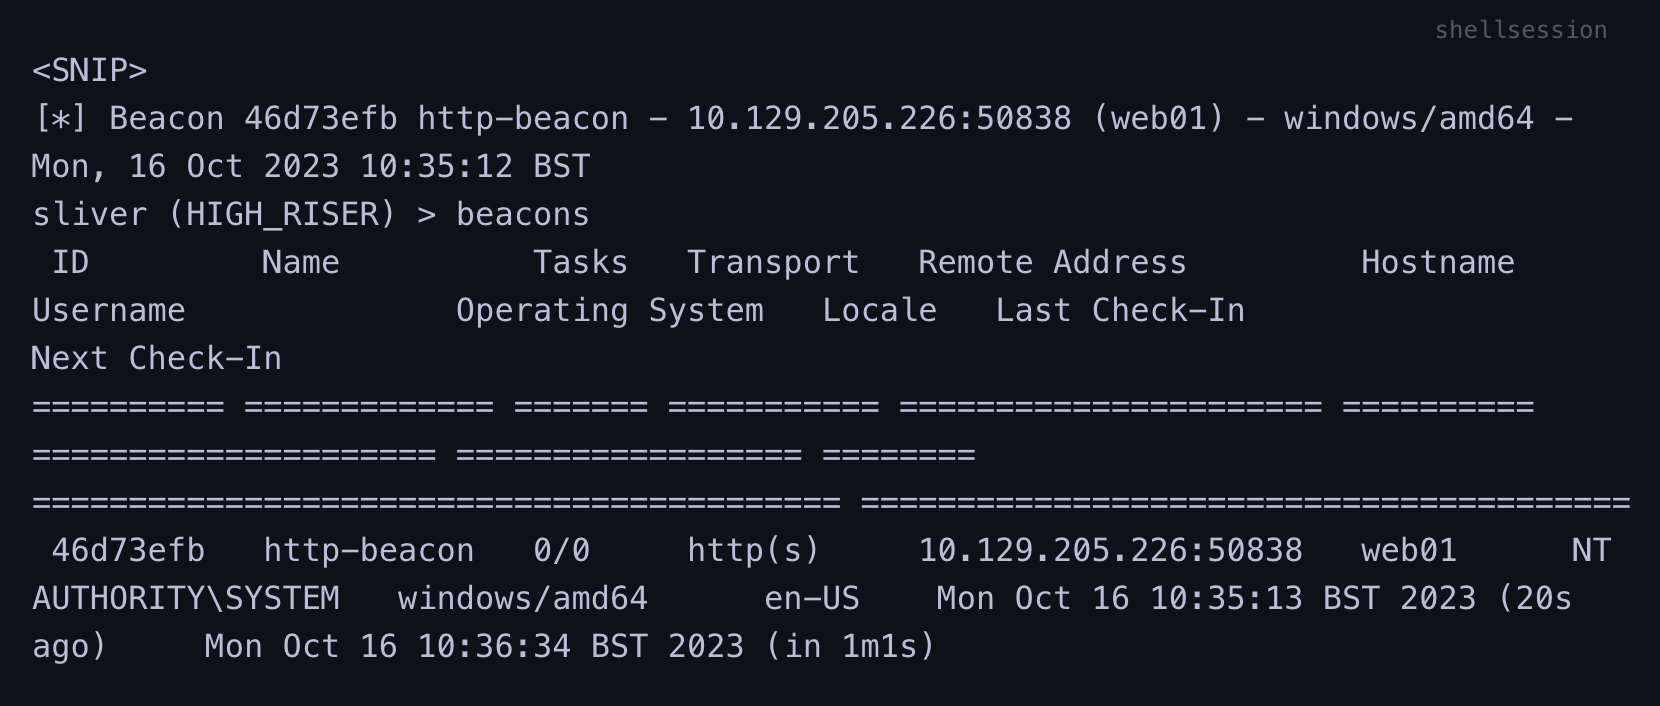 shellsession
<SNIP>
[*] Beacon 46d73efb http-beacon - 10.129.205.226:50838 (web01) - windows/amd64 -
Mon, 16 Oct 2023 10:35:12 BST
sliver (HIGH_RISER) > beacons
 ID         Name          Tasks   Transport   Remote Address         Hostname
Username              Operating System   Locale   Last Check-In
Next Check-In
========== ============= ======= =========== ====================== ==========
===================== ================== ========
========================================== ========================================
 46d73efb   http-beacon   0/0     http(s)     10.129.205.226:50838   web01      NT
AUTHORITY\SYSTEM   windows/amd64      en-US    Mon Oct 16 10:35:13 BST 2023 (20s
ago)     Mon Oct 16 10:36:34 BST 2023 (in 1m1s)